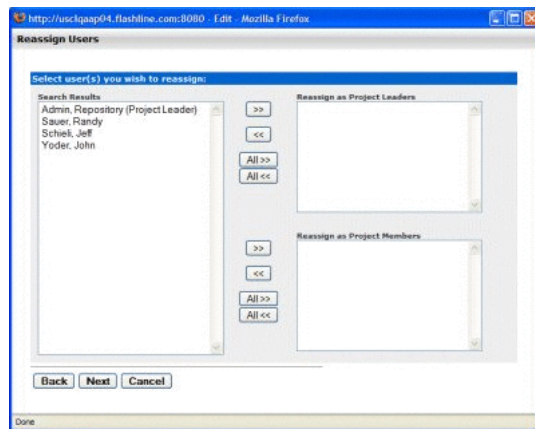 http://usclqaap04.flashline.com:8080 - Edit - Mozilla Firefox
Reassign Users
Select user(s) you wish to reassign:
Search Results
Admin, Repository (Project Leader)
Sauer, Randy
Schieli, Jeff
Yoder, John
>>
<<
All >>
All <<
Reassign as Project Leaders
>>
<<
All >>
All <<
Reassign as Project Members
Back Next Cancel
Done